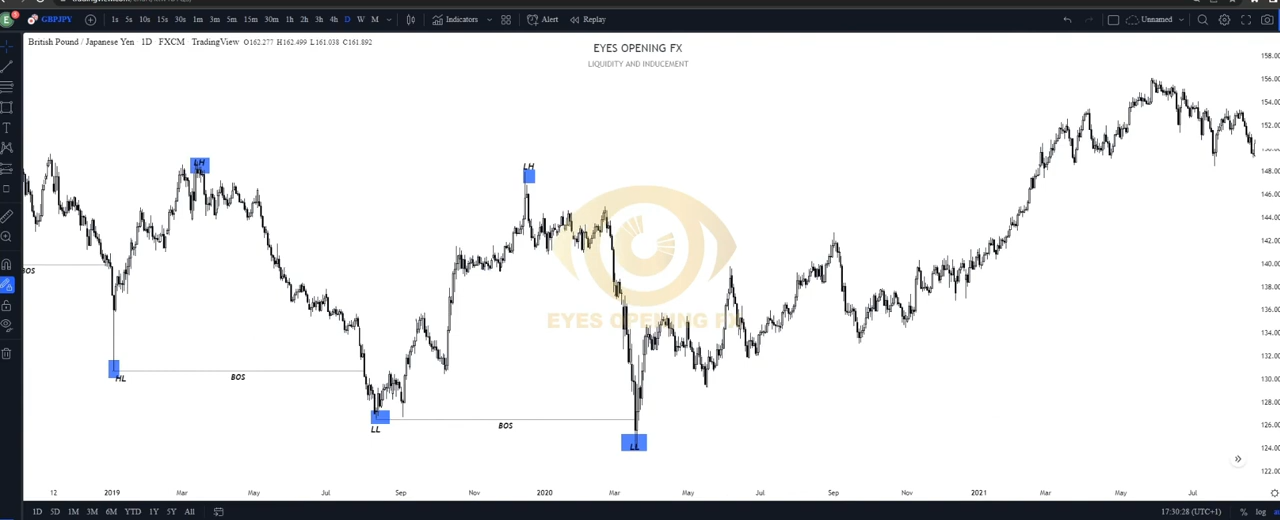 GBPJPY 1s 5s 10s 15s 30s 1m 3m 5m 15m 30m 1h 2h 3h 4h D W M Indicators Alert Replay Unnamed
British Pound / Japanese Yen 1D FXCM TradingView O162.277 H162.499 L161.038 C161.892
EYES OPENING FX
LIQUIDITY AND INDUCEMENT
158.00
156.00
154.00
152.00
148.00
146.00
144.00
142.00
140.00
138.00
136.00
134.00
130.00
128.00
126.00
124.00
122.00
LH
LH
BOS
EYES OPENING FX
HL
BOS
LL
BOS
LL
12 2019 Mar May Jul Sep Nov 2020 Mar May Jul Sep Nov 2021 Mar May Jul
1D 5D 1M 3M 6M YTD 1Y 5Y All 17:30:28 (UTC+1) % log